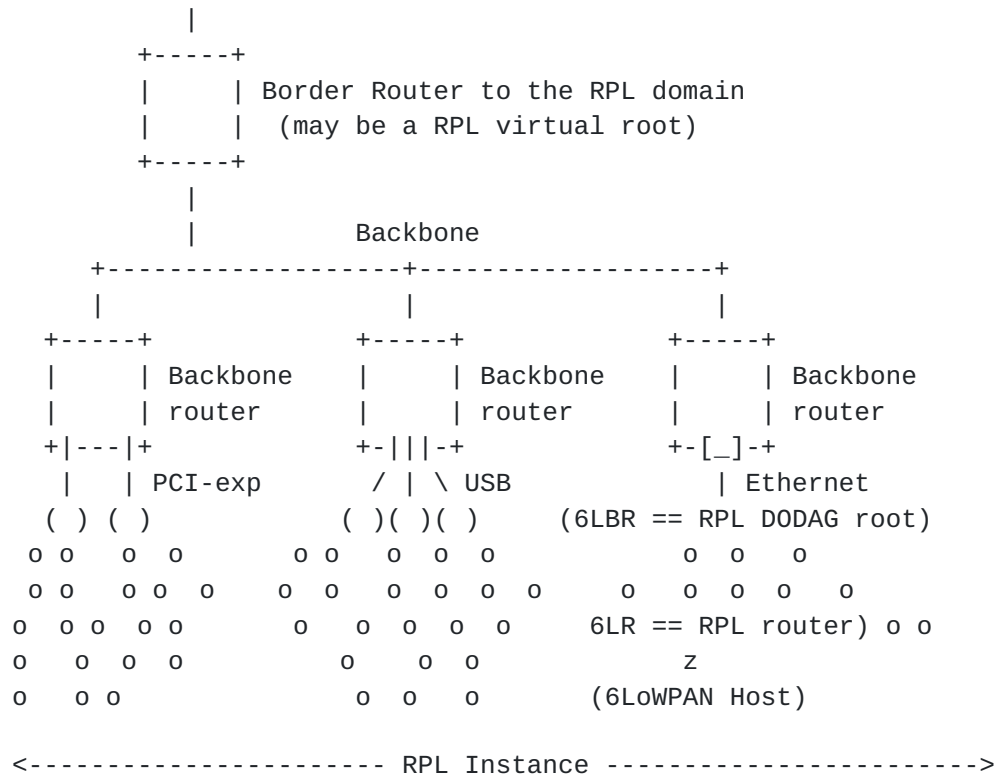 |
             +-----+
             |     | Border Router to the RPL domain
             |     |  (may be a RPL virtual root)
             +-----+
                |
                |          Backbone
          +-------------------+-------------------+
          |                   |                   |
       +-----+             +-----+             +-----+
       |     | Backbone    |     | Backbone    |     | Backbone
       |     | router      |     | router      |     | router
       +|---|+             +-|||-+             +-[_]-+
        |   | PCI-exp       / | \ USB             | Ethernet
       ( ) ( )            ( )( )( )     (6LBR == RPL DODAG root)
      o o   o  o       o o   o  o  o            o  o   o
      o o   o o  o    o  o   o  o  o  o     o   o  o  o   o
     o  o o  o o       o   o  o  o  o     6LR == RPL router) o o
     o   o  o  o          o    o  o             z
     o   o o               o  o   o       (6LoWPAN Host)
     <----------------------- RPL Instance ------------------------>